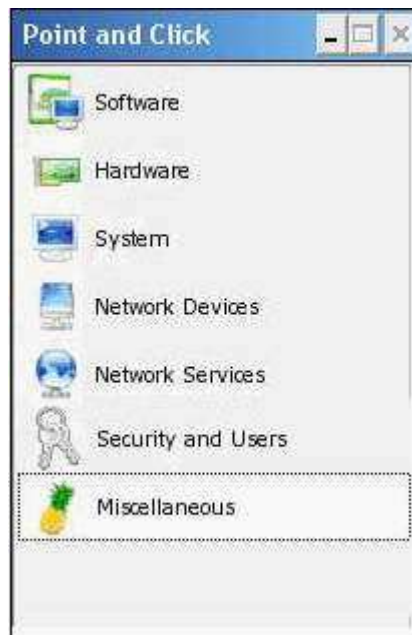 Point and Click
Software
Hardware
System
Network Devices
Network Services
Security and Users
Miscellaneous